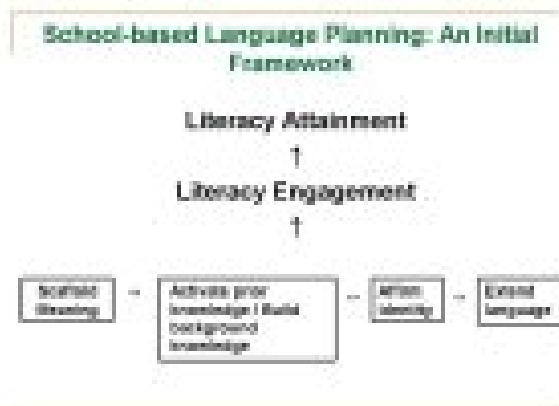 School-based Language Planning: An Initial
Framework
Literacy Attainment
↑
Literacy Engagement
↑
Scaffold
Meaning
Activate prior
knowledge / Build
background
knowledge
Affirm
identity
Extend
language